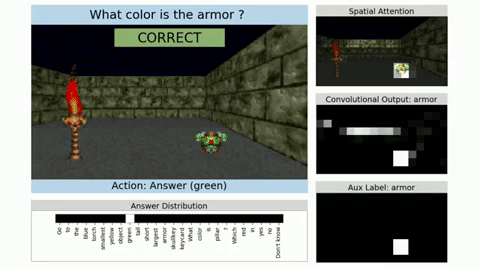 What color is the armor ?
CORRECT
Action: Answer (green)
Answer Distribution
Go
to
the
blue
torch
smallest
yellow
object
green
tall
short
largest
armor
skullkey
keycard
What
color
is
pillar
?
Which
red
in
yes
no
Don't know
Spatial Attention
Convolutional Output: armor
Aux Label: armor